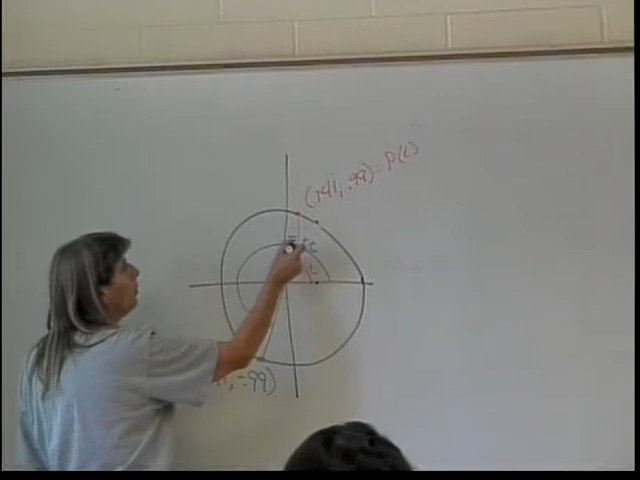 (.141, .99) = P(t)
t
, -.99)